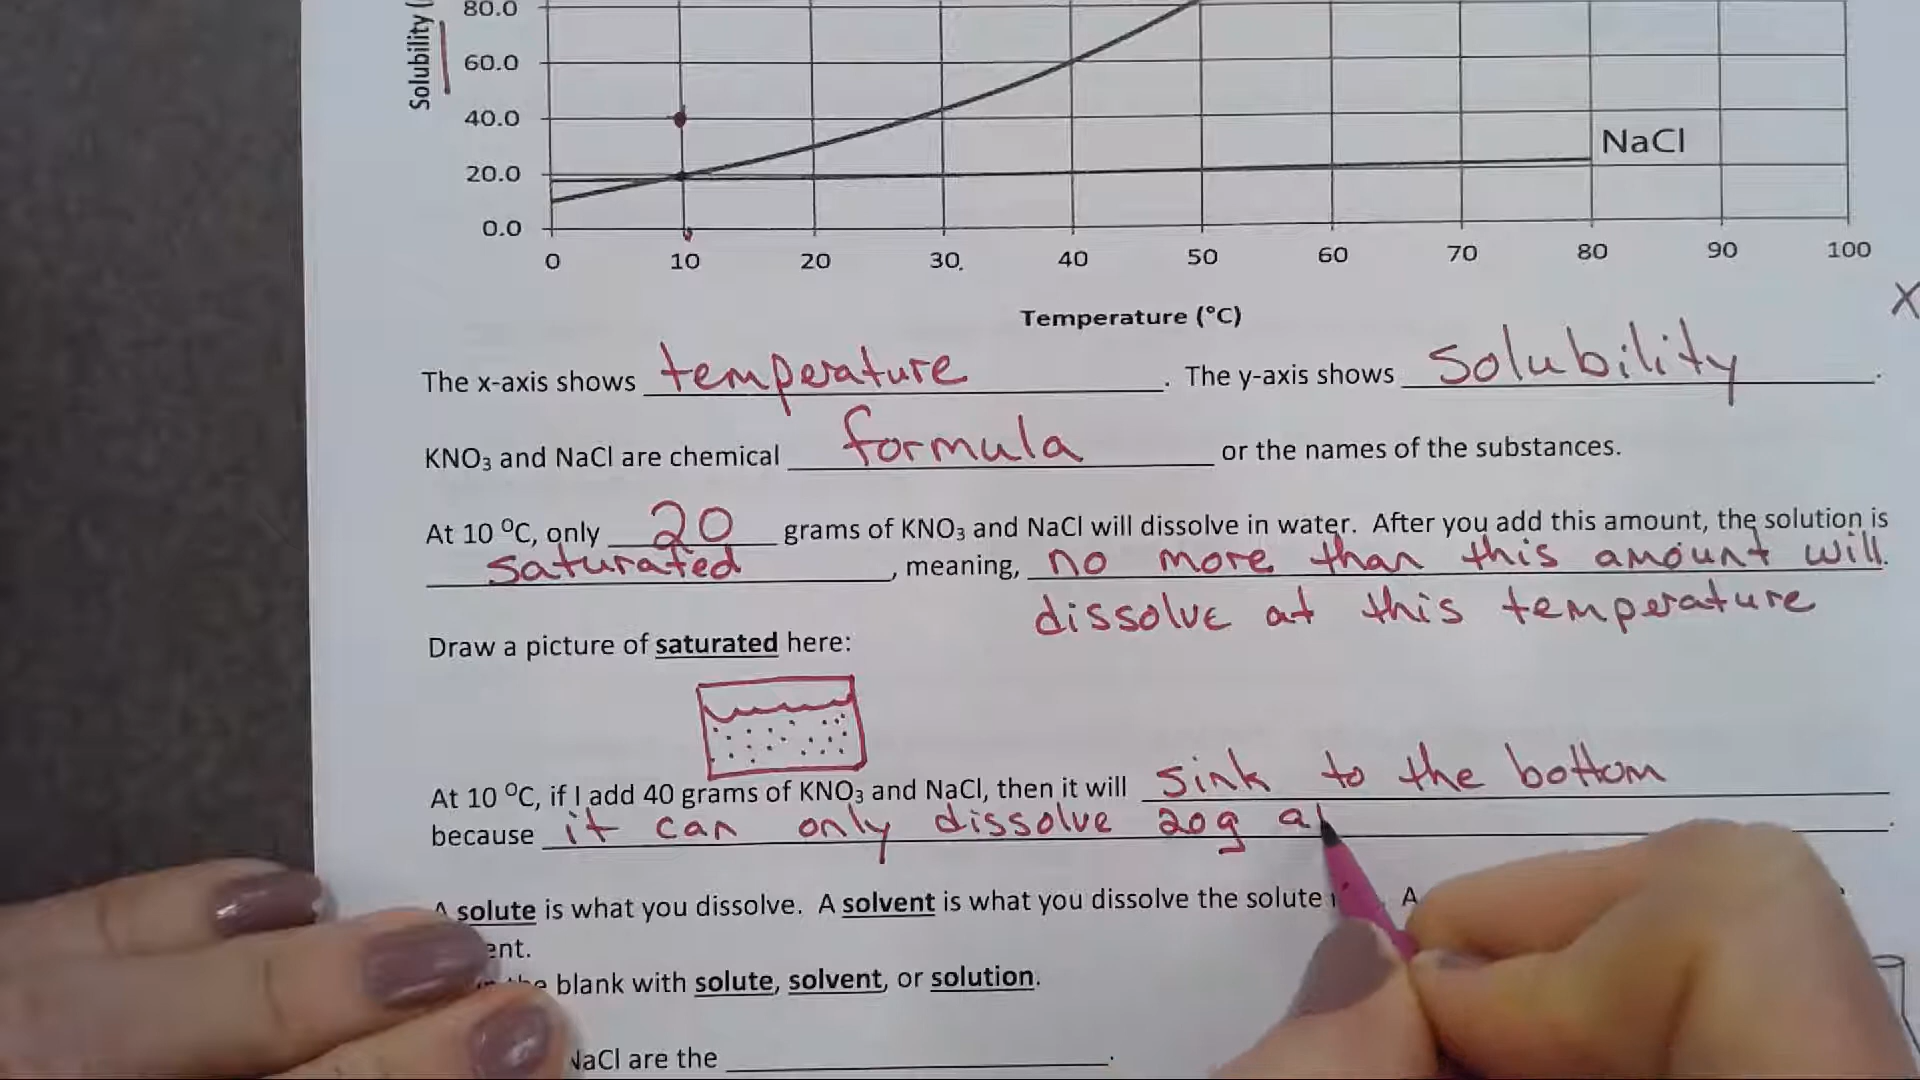 Solubility (
80.0
60.0
40.0
20.0
0.0
NaCl
0 10 20 30 40 50 60 70 80 90 100
Temperature (°C)
X
The x-axis shows temperature. The y-axis shows solubility.
KNO₃ and NaCl are chemical formula or the names of the substances.
At 10 ⁰C, only 20 grams of KNO₃ and NaCl will dissolve in water. After you add this amount, the solution is
saturated, meaning, no more than this amount will.
dissolve at this temperature
Draw a picture of saturated here:
At 10 ⁰C, if I add 40 grams of KNO₃ and NaCl, then it will sink to the bottom
because it can only dissolve 20g a.
A solute is what you dissolve. A solvent is what you dissolve the solute A
ent.
the blank with solute, solvent, or solution.
NaCl are the .